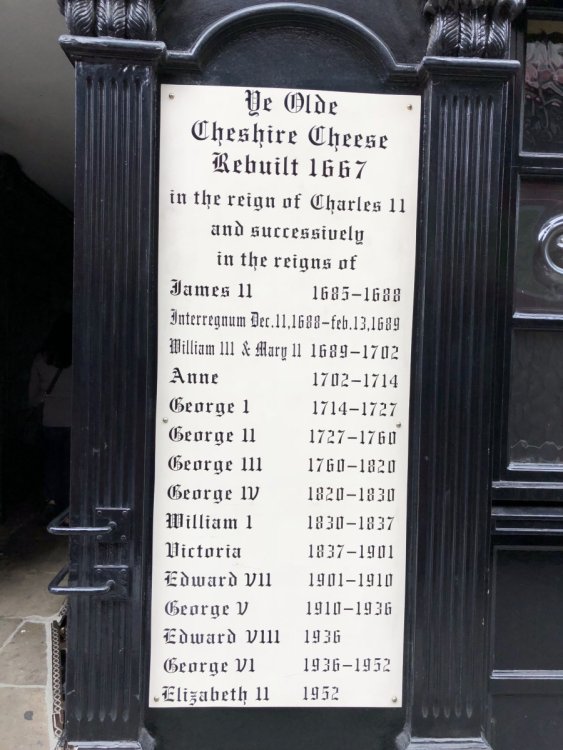 Ye Olde
Cheshire Cheese
Rebuilt 1667
in the reign of Charles 11
and successively
in the reigns of
James 11 1685-1688
Interregnum Dec.11,1688-feb.13,1689
William 111 & Mary 11 1689-1702
Anne 1702-1714
George 1 1714-1727
George 11 1727-1760
George 111 1760-1820
George 1V 1820-1830
William 1 1830-1837
Victoria 1837-1901
Edward V11 1901-1910
George V 1910-1936
Edward V111 1936
George V1 1936-1952
Elizabeth 11 1952